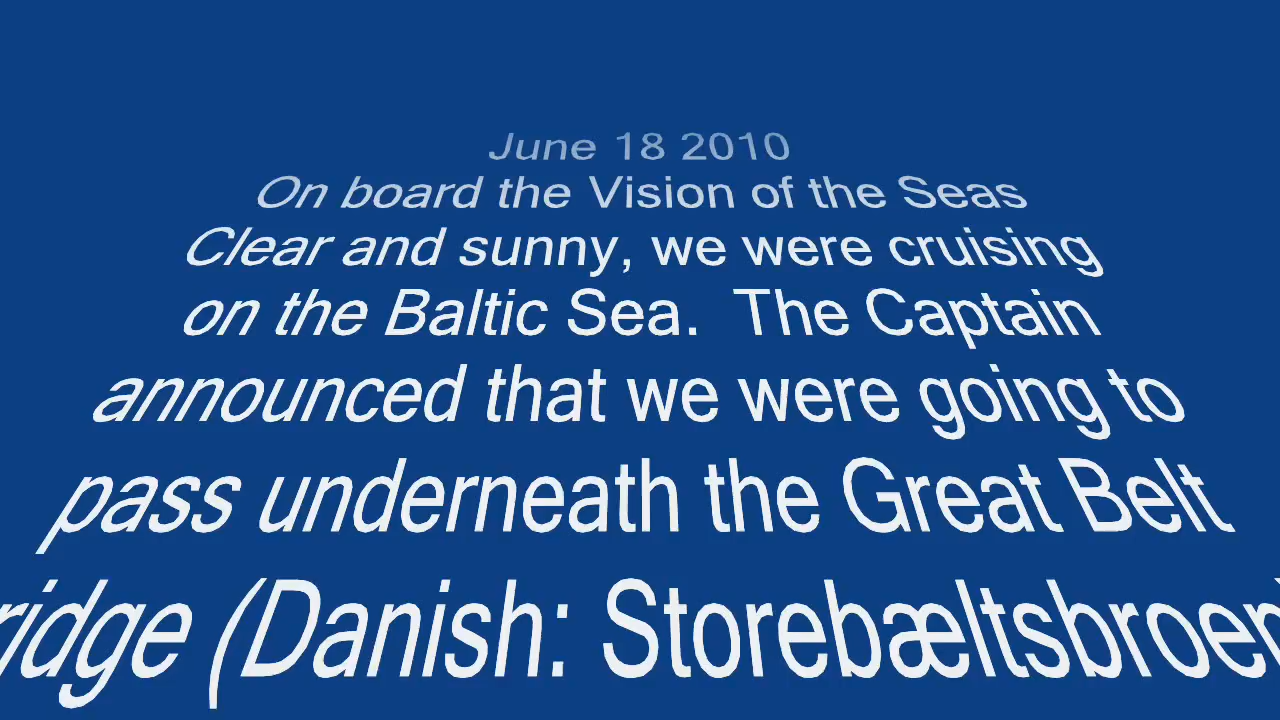 June 18 2010
On board the Vision of the Seas
Clear and sunny, we were cruising
on the Baltic Sea.  The Captain
announced that we were going to
pass underneath the Great Belt
ridge (Danish: Storebæltsbroen)